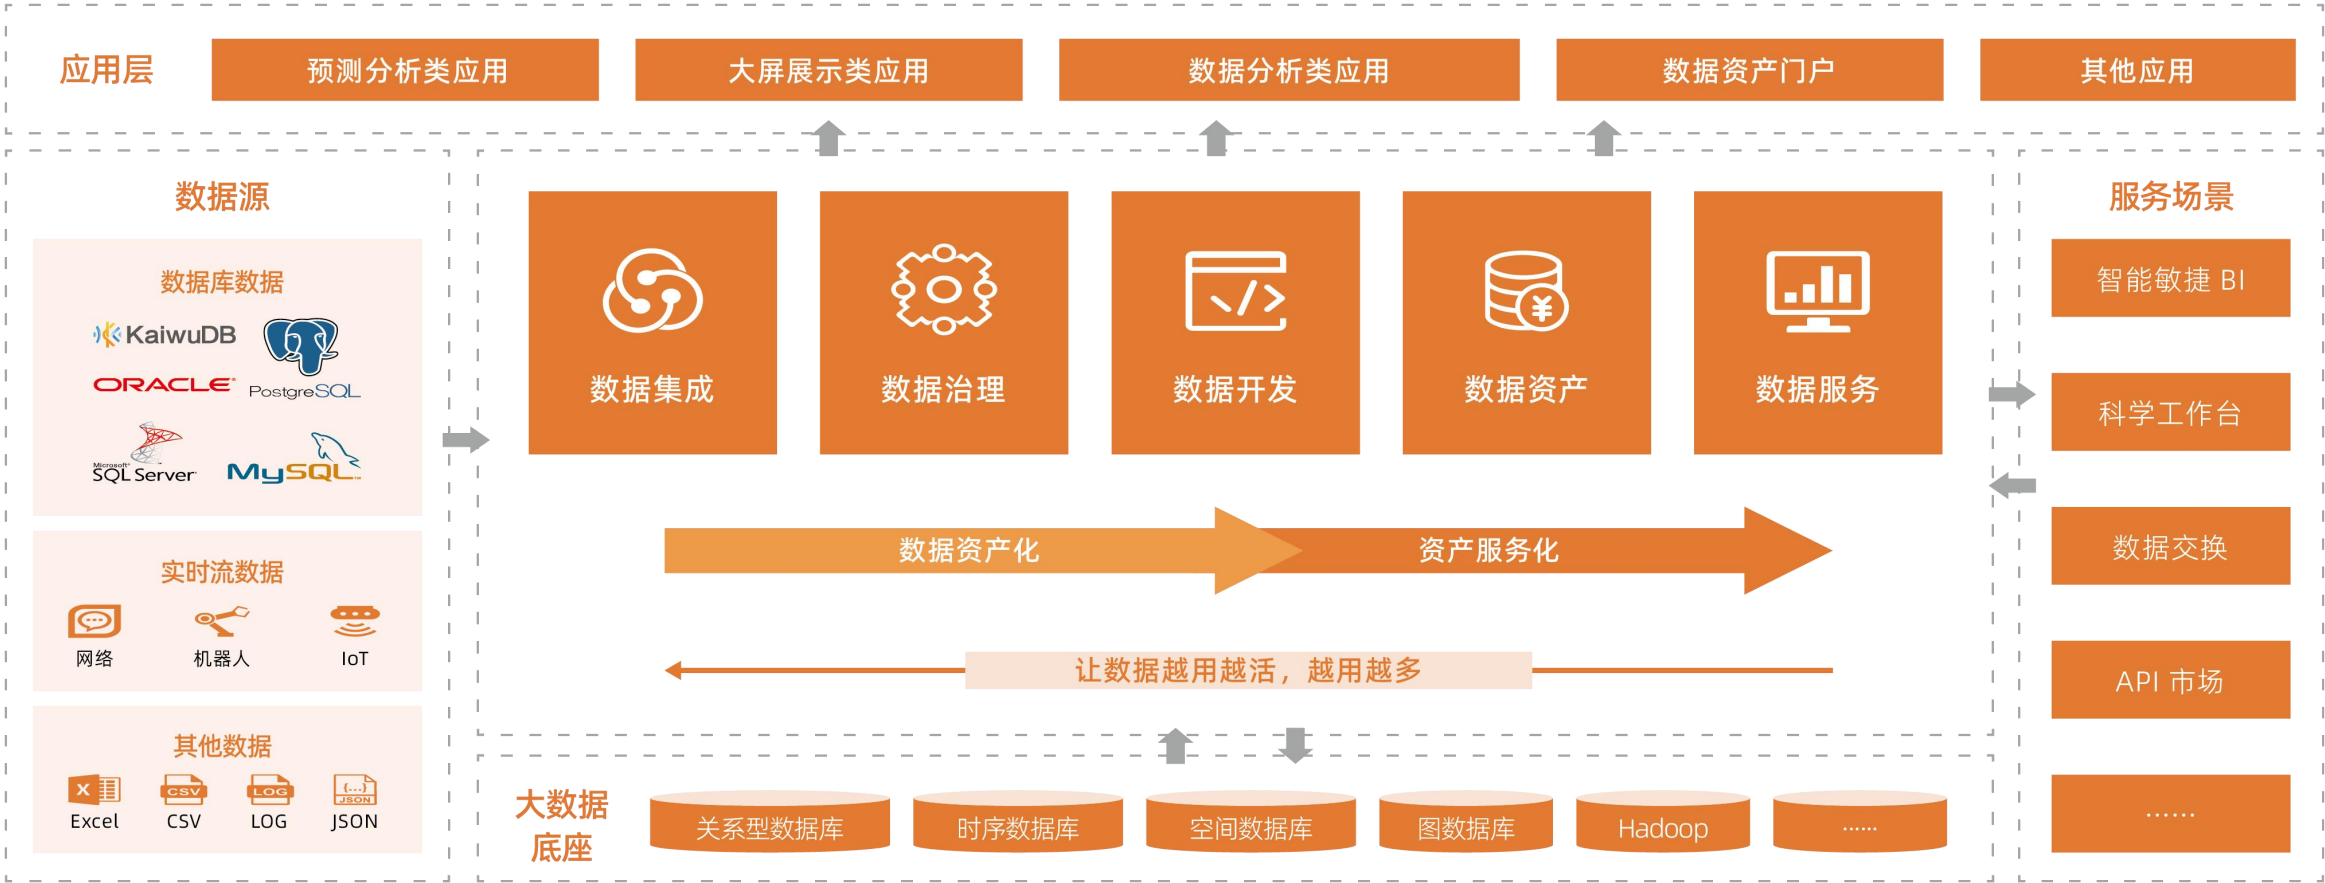 应用层
预测分析类应用
大屏展示类应用
数据分析类应用
数据资产门户
其他应用
数据源
数据库数据
KaiwuDB
PostgreSQL
ORACLE
Microsoft
SQL Server
MySQL
实时流数据
网络
机器人
IoT
其他数据
X
CSV
LOG
{...}
JSON
Excel
CSV
LOG
JSON
数据集成
数据治理
数据开发
数据资产
数据服务
数据资产化
资产服务化
让数据越用越活，越用越多
大数据
底座
关系型数据库
时序数据库
空间数据库
图数据库
Hadoop
······
服务场景
智能敏捷 BI
科学工作台
数据交换
API 市场
······